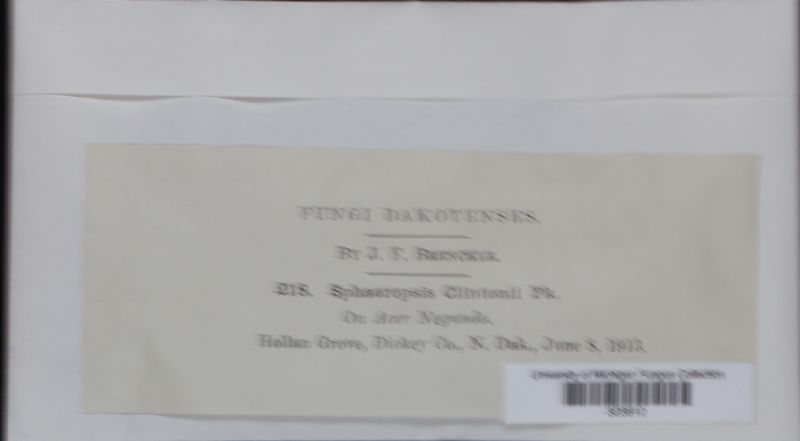 FUNGI DAKOTENSES.
BY J. F. BRENCKLE.
218. Sphaeropsis Clintonii Pk.
On Acer Negundo.
Hollan Grove, Dickey Co., N. Dak., June 8, 1913.
University of Michigan Fungus Collection